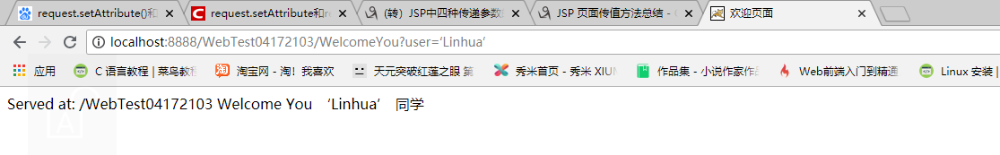 request.setAttribute()和 request.setAttribute和re (转）JSP中四种传递参数的 JSP 页面传值方法总结 - 欢迎页面
localhost:8888/WebTest04172103/WelcomeYou?user=‘Linhua’
应用 C 语言教程 | 菜鸟教程 淘宝网 - 淘！我喜欢 天元突破红莲之眼 第 秀米首页 - 秀米 XIUM 作品集 - 小说作家作品 Web前端入门到精通 Linux 安装 |
Served at: /WebTest04172103 Welcome You ‘Linhua’ 同学